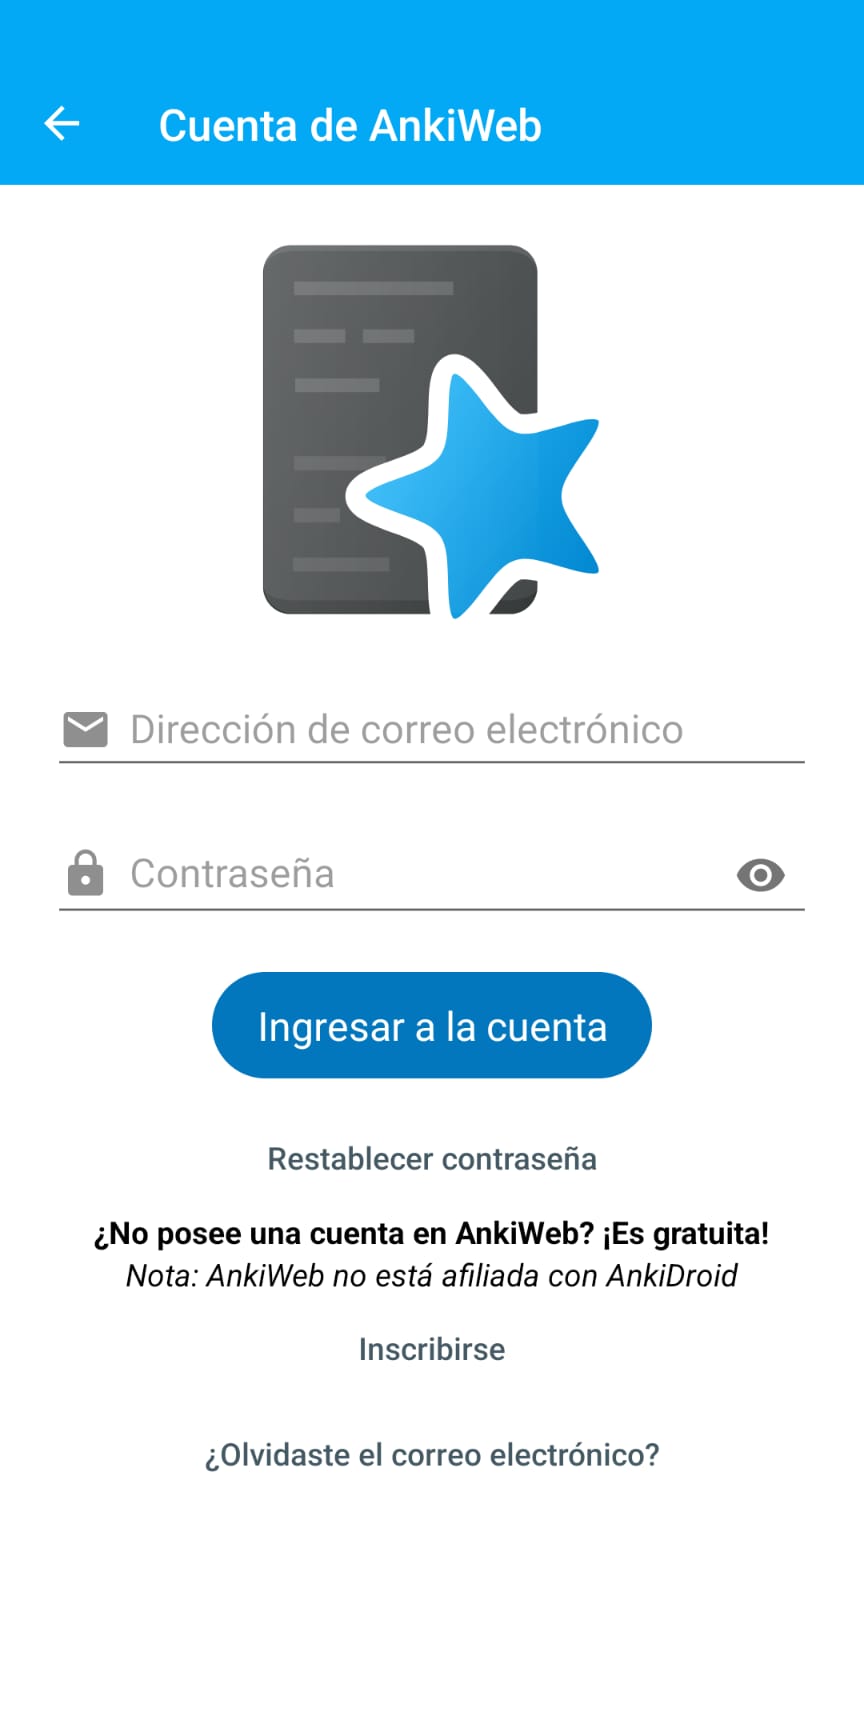 Cuenta de AnkiWeb
Dirección de correo electrónico
Contraseña
Ingresar a la cuenta
Restablecer contraseña
¿No posee una cuenta en AnkiWeb? ¡Es gratuita!
Nota: AnkiWeb no está afiliada con AnkiDroid
Inscribirse
¿Olvidaste el correo electrónico?